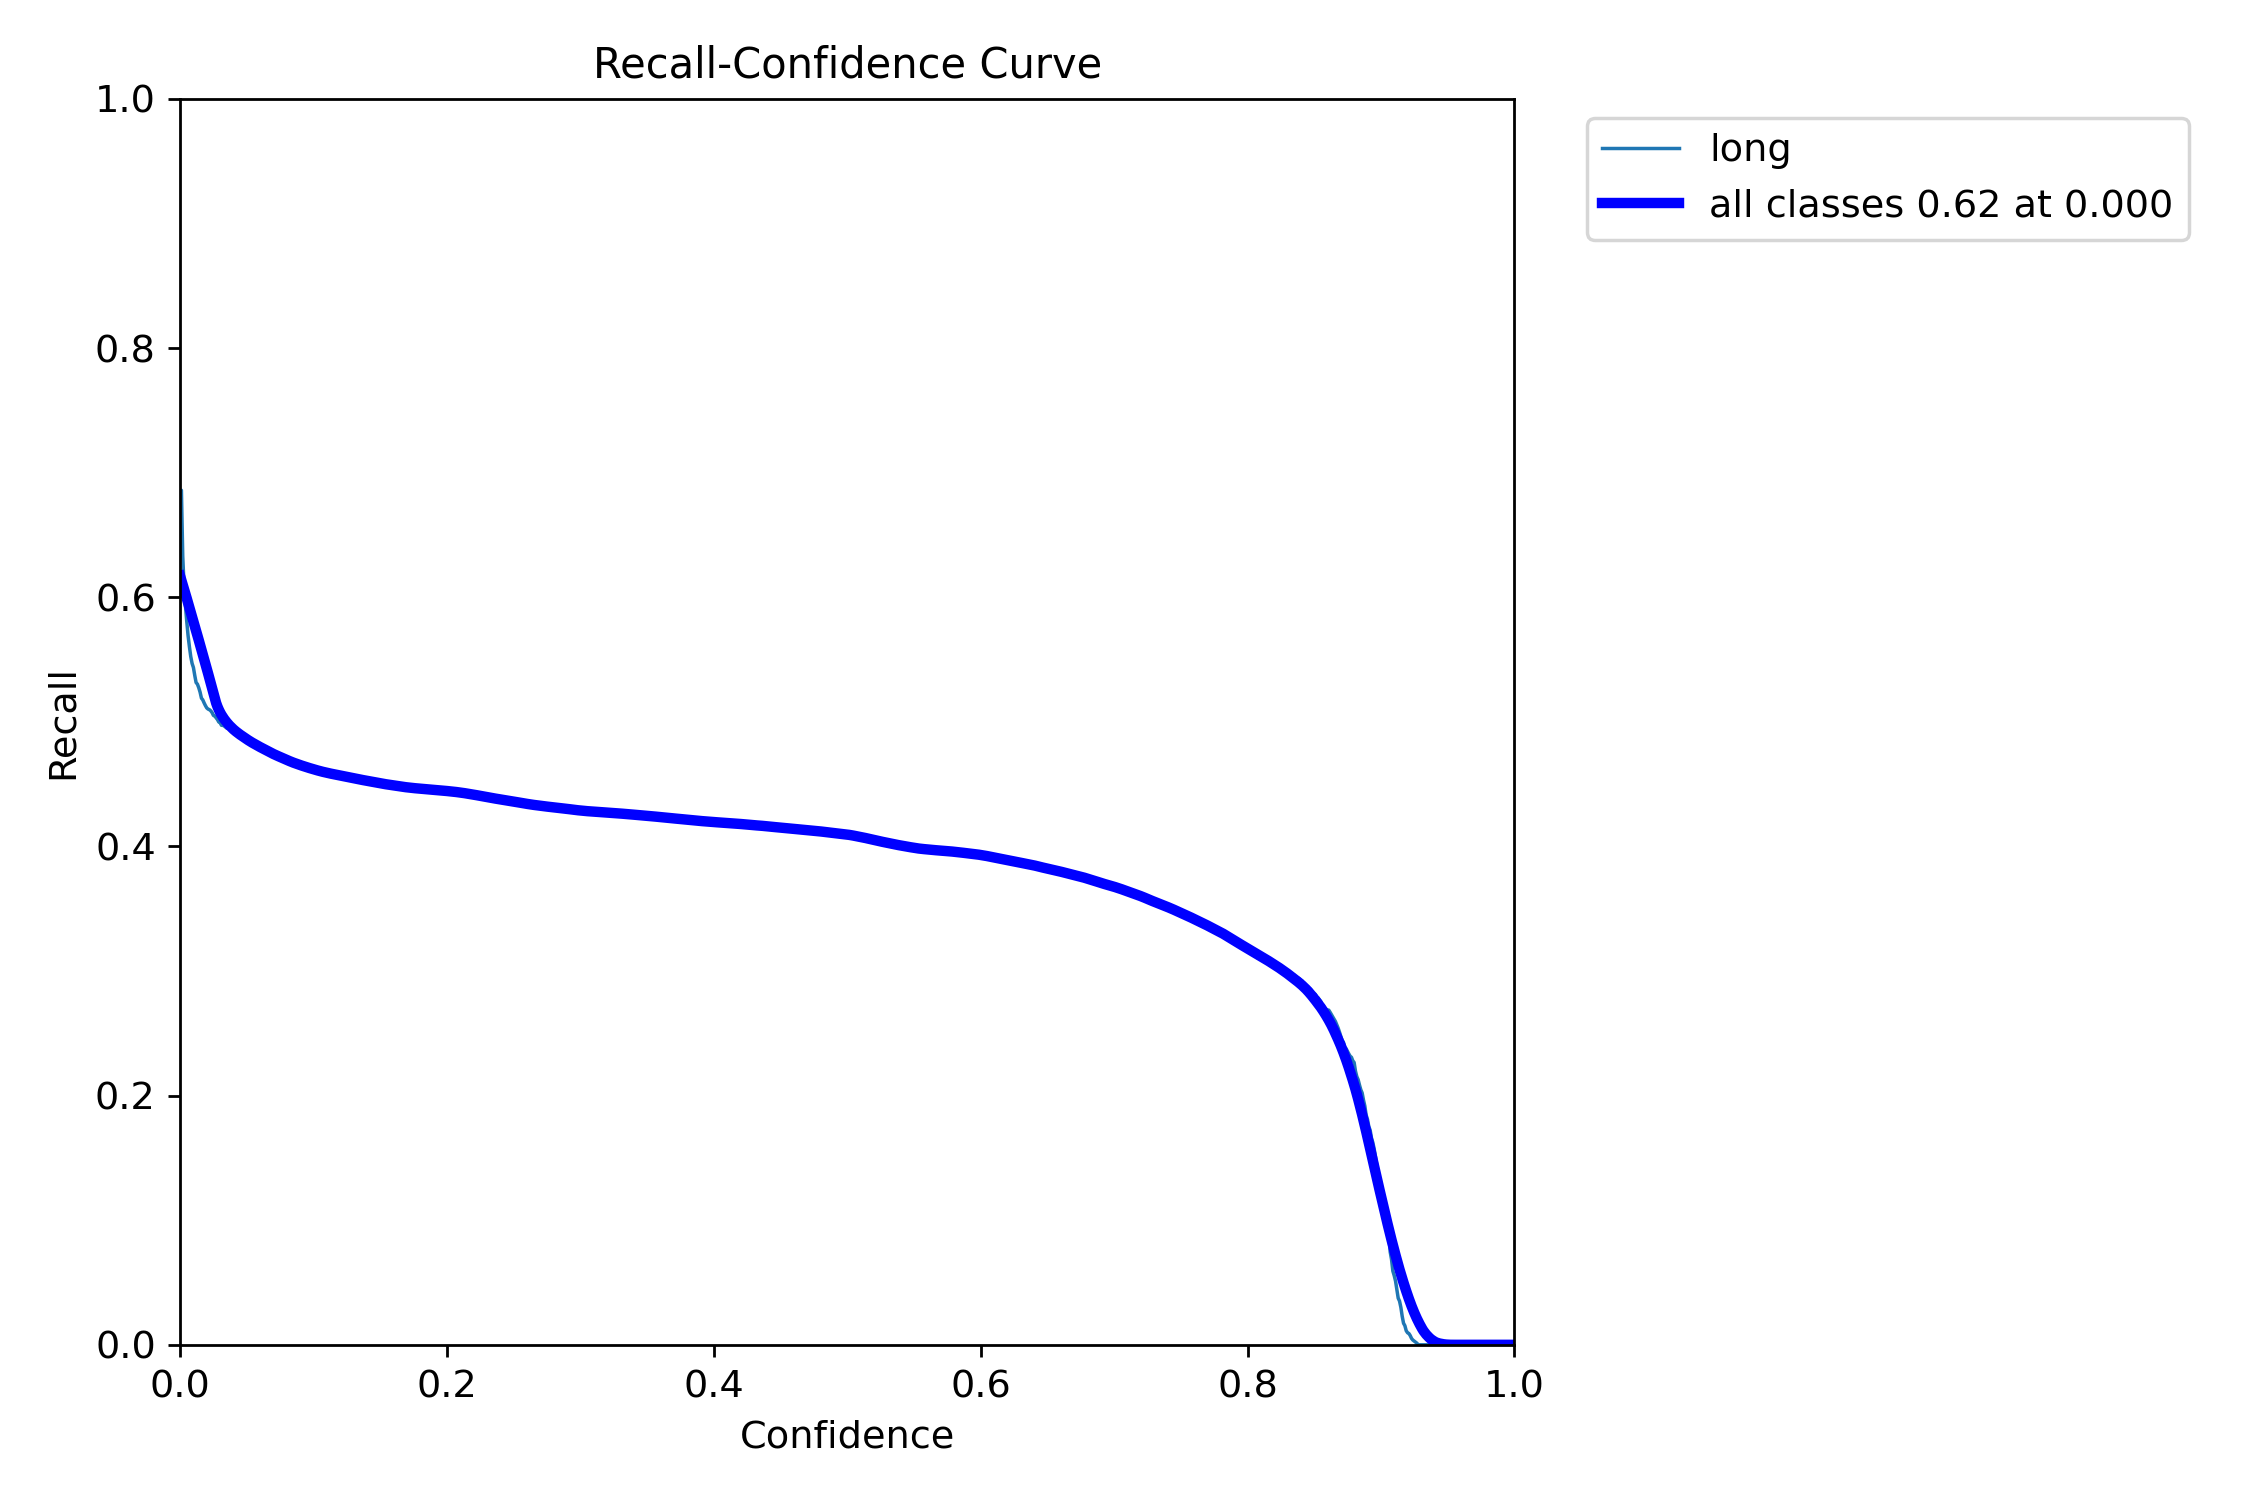 Recall-Confidence Curve
1.0
0.8
0.6
0.4
0.2
0.0
Recall
0.0 0.2 0.4 0.6 0.8 1.0
Confidence
long
all classes 0.62 at 0.000